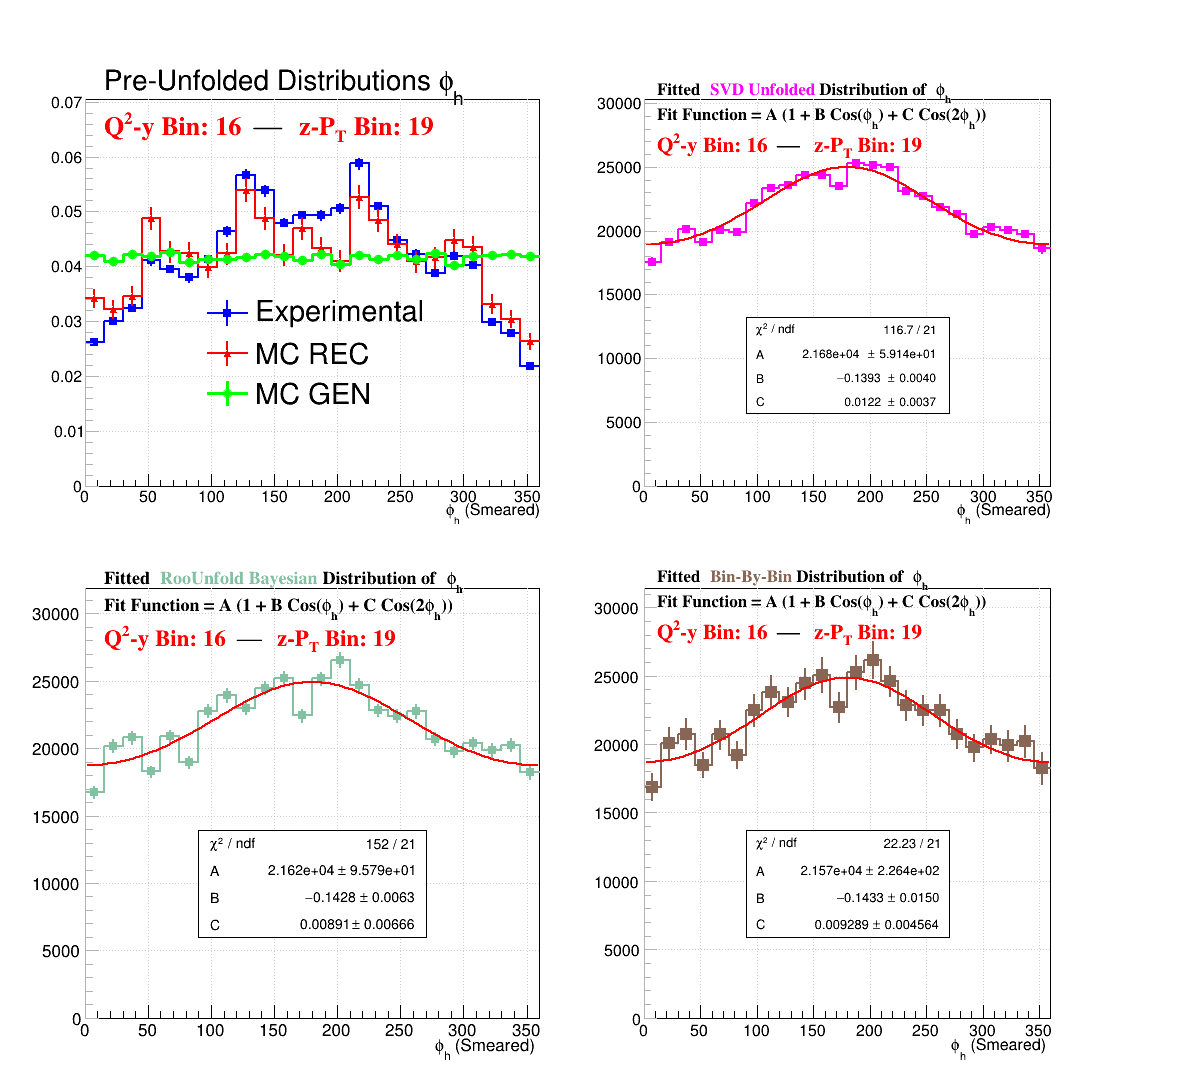 Pre-Unfolded Distributions ϕh
Q²-y Bin: 16 — z-PT Bin: 19
0.07
0.06
0.05
0.04
0.03
0.02
0.01
0
Experimental
MC REC
MC GEN
0 50 100 150 200 250 300 350
ϕh (Smeared)
Fitted SVD Unfolded Distribution of ϕh
Fit Function = A (1 + B Cos(ϕh) + C Cos(2ϕh))
Q²-y Bin: 16 — z-PT Bin: 19
30000
25000
20000
15000
10000
5000
0
χ² / ndf 116.7 / 21
A 2.168e+04 ± 5.914e+01
B −0.1393 ± 0.0040
C 0.0122 ± 0.0037
0 50 100 150 200 250 300 350
ϕh (Smeared)
Fitted RooUnfold Bayesian Distribution of ϕh
Fit Function = A (1 + B Cos(ϕh) + C Cos(2ϕh))
Q²-y Bin: 16 — z-PT Bin: 19
30000
25000
20000
15000
10000
5000
0
χ² / ndf 152 / 21
A 2.162e+04 ± 9.579e+01
B −0.1428 ± 0.0063
C 0.00891 ± 0.00666
0 50 100 150 200 250 300 350
ϕh (Smeared)
Fitted Bin-By-Bin Distribution of ϕh
Fit Function = A (1 + B Cos(ϕh) + C Cos(2ϕh))
Q²-y Bin: 16 — z-PT Bin: 19
30000
25000
20000
15000
10000
5000
0
χ² / ndf 22.23 / 21
A 2.157e+04 ± 2.264e+02
B −0.1433 ± 0.0150
C 0.009289 ± 0.004564
0 50 100 150 200 250 300 350
ϕh (Smeared)